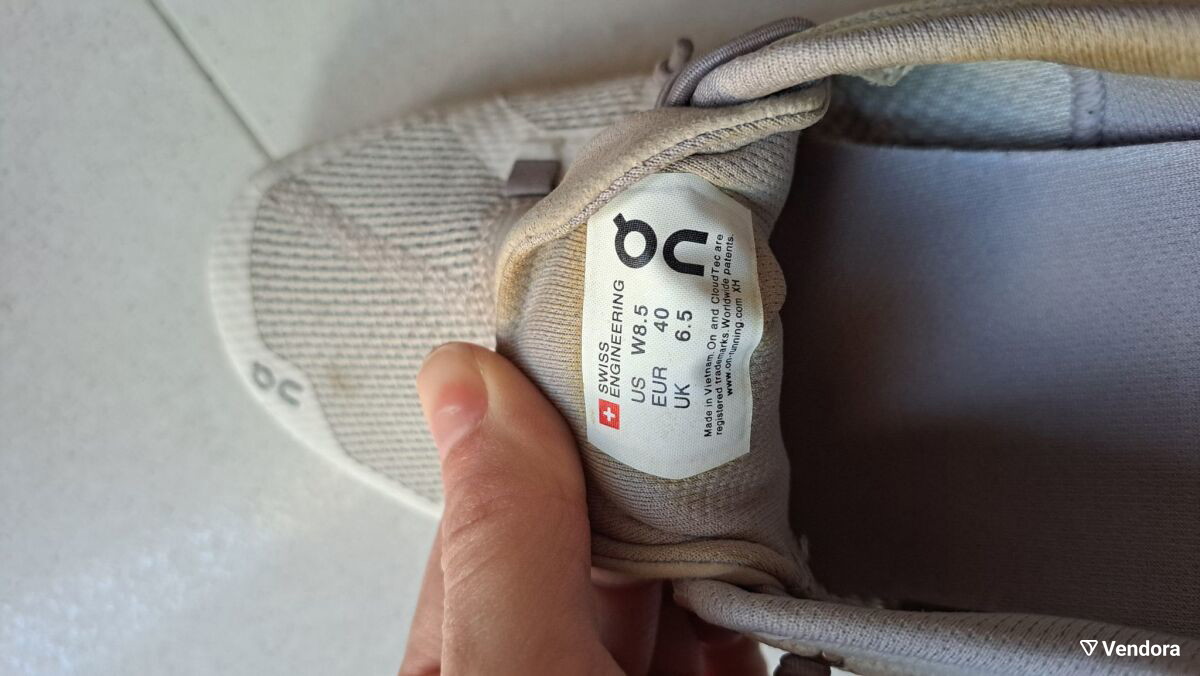 On
SWISS
ENGINEERING
US W8.5
EUR 40
UK 6.5
Made in Vietnam. On and CloudTec are
registered trademarks. Worldwide patents.
www.on-running.com XH
On
Vendora